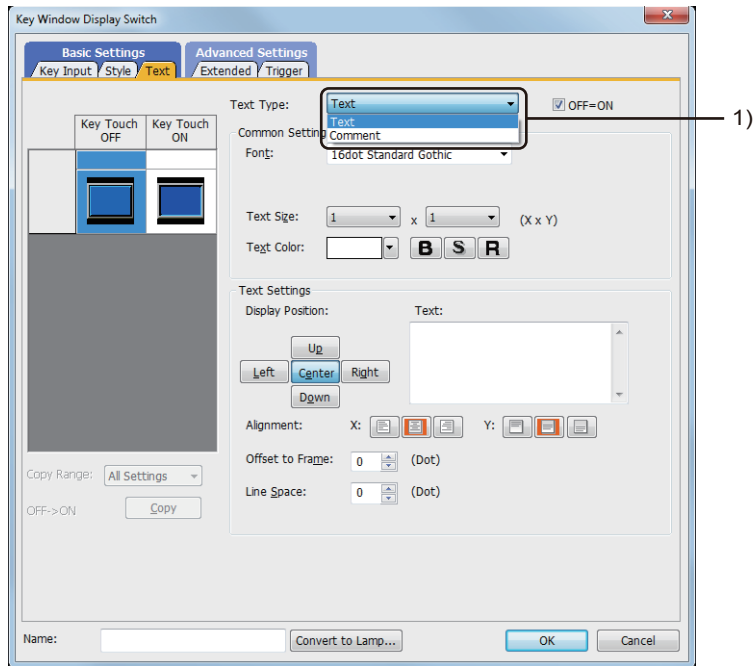 Key Window Display Switch
x
Basic Settings Advanced Settings
Key Input Style Text Extended Trigger
Text Type: Text OFF=ON
Text
Comment
1)
Key Touch OFF
Key Touch ON
Common Setting
Font: 16dot Standard Gothic
Text Size: 1 x 1 (X x Y)
Text Color: B S R
Text Settings
Display Position: Text:
Up
Left Center Right
Down
Alignment: X: Y:
Offset to Frame: 0 (Dot)
Line Space: 0 (Dot)
Copy Range: All Settings
OFF->ON Copy
Name: Convert to Lamp... OK Cancel